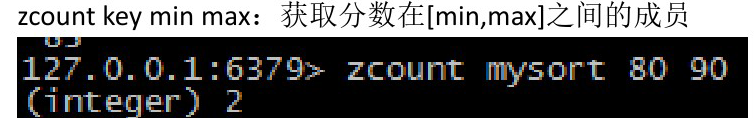 zcount key min max：获取分数在[min,max]之间的成员
127.0.0.1:6379> zcount mysort 80 90
(integer) 2